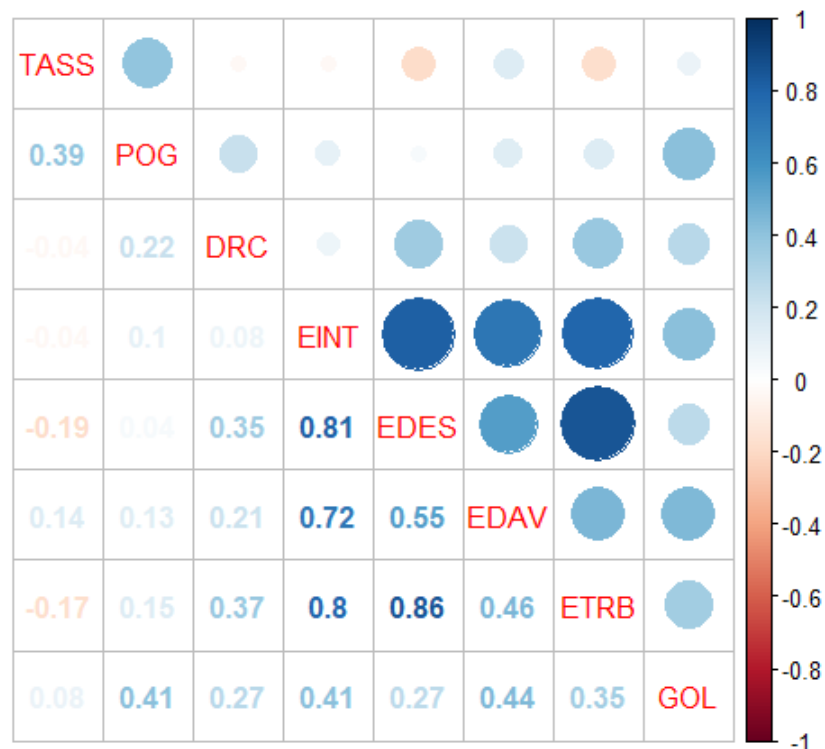 TASS
0.39 POG
-0.04 0.22 DRC
-0.04 0.1 0.08 EINT
-0.19 0.04 0.35 0.81 EDES
0.14 0.13 0.21 0.72 0.55 EDAV
-0.17 0.15 0.37 0.8 0.86 0.46 ETRB
0.08 0.41 0.27 0.41 0.27 0.44 0.35 GOL
1
0.8
0.6
0.4
0.2
0
-0.2
-0.4
-0.6
-0.8
-1